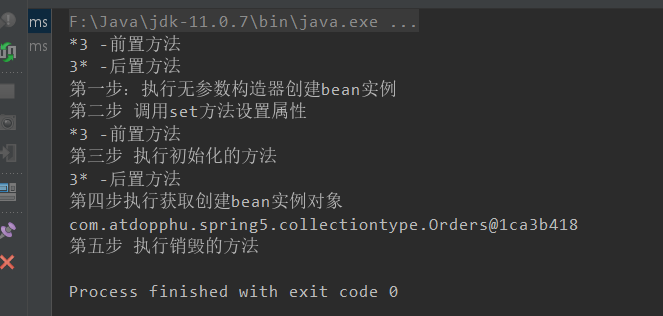 ms
ms
F:\Java\jdk-11.0.7\bin\java.exe ...
*3 -前置方法
3* -后置方法
第一步：执行无参数构造器创建bean实例
第二步 调用set方法设置属性
*3 -前置方法
第三步 执行初始化的方法
3* -后置方法
第四步执行获取创建bean实例对象
com.atdopphu.spring5.collectiontype.Orders@1ca3b418
第五步 执行销毁的方法
Process finished with exit code 0